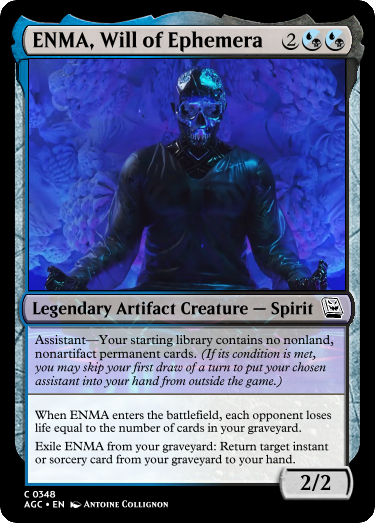 ENMA, Will of Ephemera 2
Legendary Artifact Creature — Spirit
Assistant—Your starting library contains no nonland,
nonartifact permanent cards. (If its condition is met,
you may skip your first draw of a turn to put your chosen
assistant into your hand from outside the game.)
When ENMA enters the battlefield, each opponent loses
life equal to the number of cards in your graveyard.
Exile ENMA from your graveyard: Return target instant
or sorcery card from your graveyard to your hand.
2/2
C 0348
AGC • EN Antoine Collignon